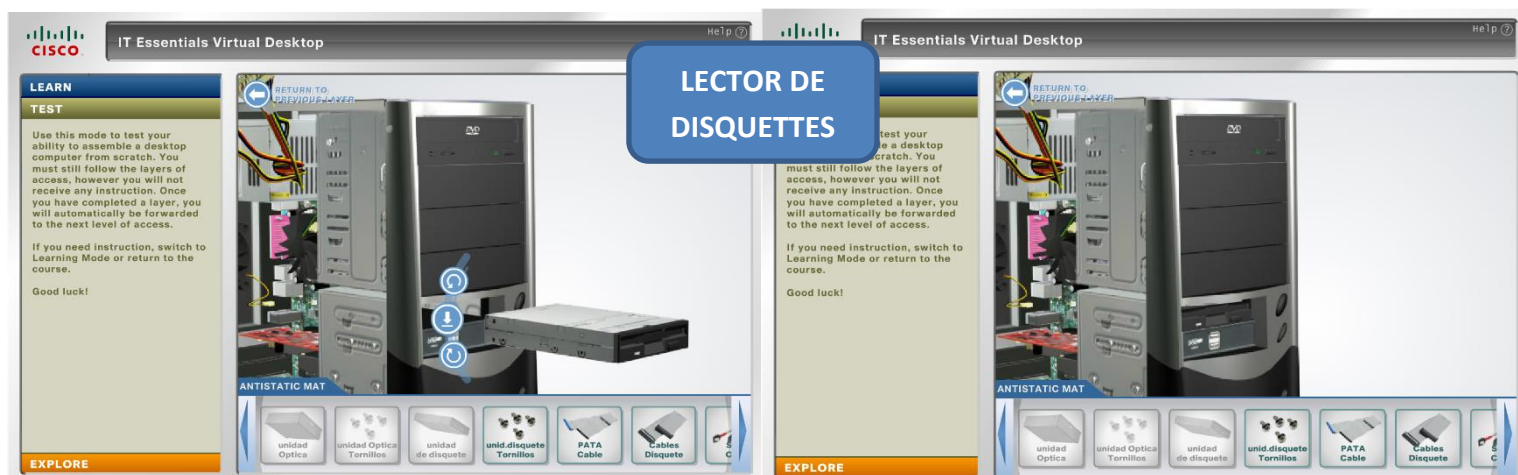 CISCO
IT Essentials Virtual Desktop
Help ?
LEARN
TEST
Use this mode to test your
ability to assemble a desktop
computer from scratch. You
must still follow the layers of
access, however you will not
receive any instruction. Once
you have completed a layer, you
will automatically be forwarded
to the next level of access.
If you need instruction, switch to
Learning Mode or return to the
course.
Good luck!
RETURN TO
PREVIOUS LAYER
DVD
ANTISTATIC MAT
unidad
Optica
unidad Optica
Tornillos
unidad
de disquete
unid.disquete
Tornillos
PATA
Cable
Cables
Disquete
S
C
EXPLORE
LECTOR DE
DISQUETTES
IT Essentials Virtual Desktop
Help ?
test your
le a desktop
scratch. You
must still follow the layers of
access, however you will not
receive any instruction. Once
you have completed a layer, you
will automatically be forwarded
to the next level of access.
If you need instruction, switch to
Learning Mode or return to the
course.
Good luck!
RETURN TO
PREVIOUS LAYER
DVD
ANTISTATIC MAT
unidad
Optica
unidad Optica
Tornillos
unidad
de disquete
unid.disquete
Tornillos
PATA
Cable
Cables
Disquete
S
C
EXPLORE